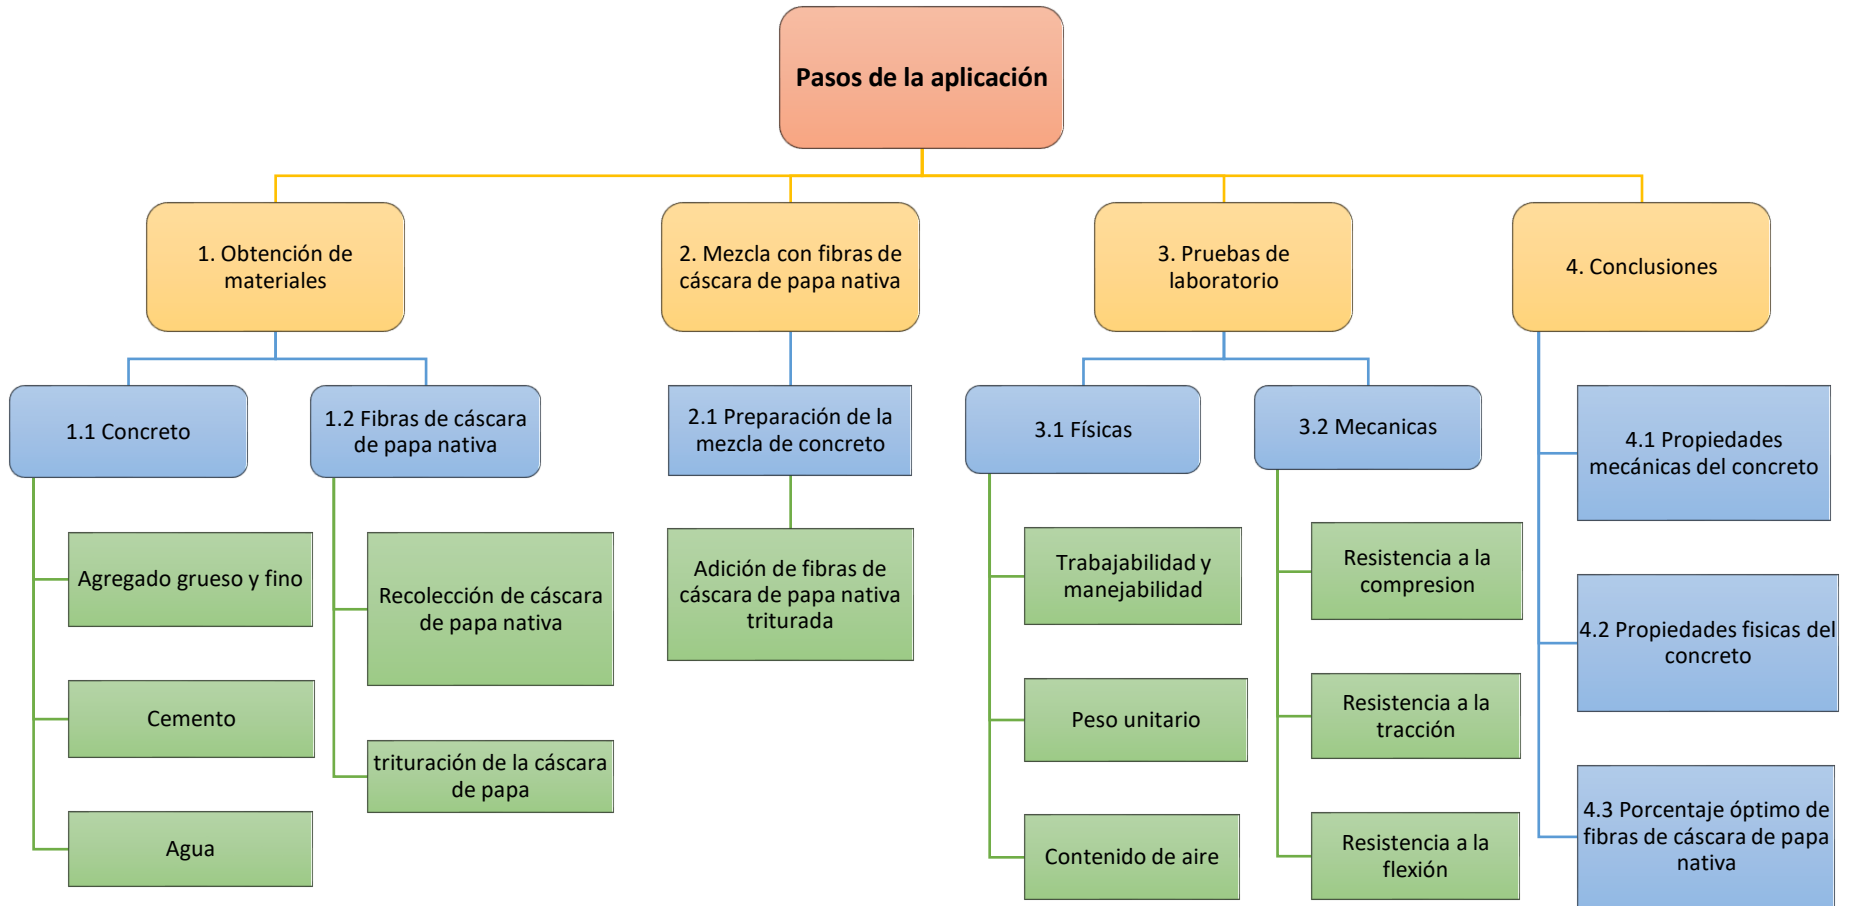 Pasos de la aplicación
1. Obtención de
materiales
2. Mezcla con fibras de
cáscara de papa nativa
3. Pruebas de
laboratorio
4. Conclusiones
1.1 Concreto
1.2 Fibras de cáscara
de papa nativa
2.1 Preparación de la
mezcla de concreto
3.1 Físicas
3.2 Mecanicas
4.1 Propiedades
mecánicas del concreto
Agregado grueso y fino
Recolección de cáscara
de papa nativa
Adición de fibras de
cáscara de papa nativa
triturada
Trabajabilidad y
manejabilidad
Resistencia a la
compresion
4.2 Propiedades fisicas del
concreto
Cemento
trituración de la cáscara
de papa
Peso unitario
Resistencia a la
tracción
4.3 Porcentaje óptimo de
fibras de cáscara de papa
nativa
Agua
Contenido de aire
Resistencia a la
flexión